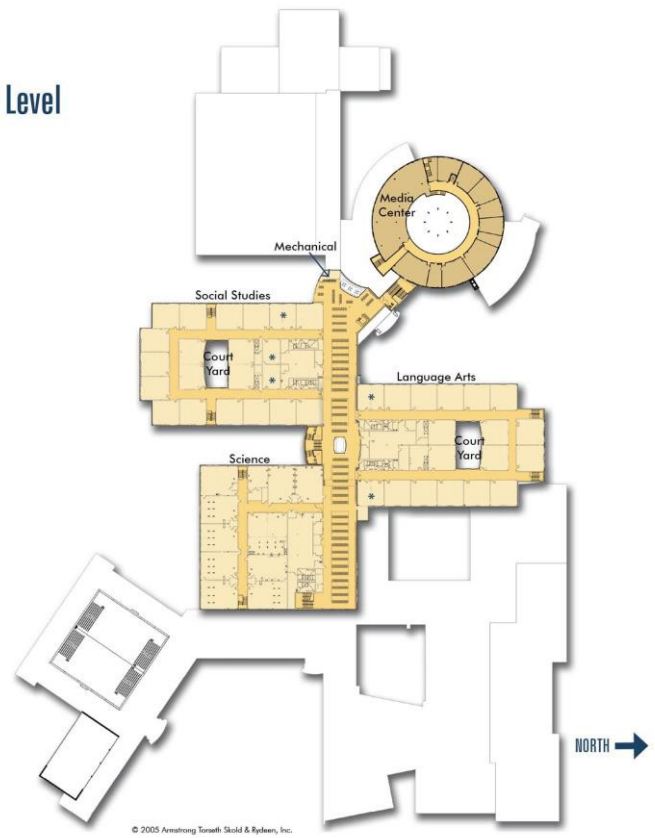 Level
Media
Center
Mechanical
Social Studies
Court
Yard
Language Arts
Court
Yard
Science
NORTH
© 2005 Armstrong Torseth Skold & Rydeen, Inc.